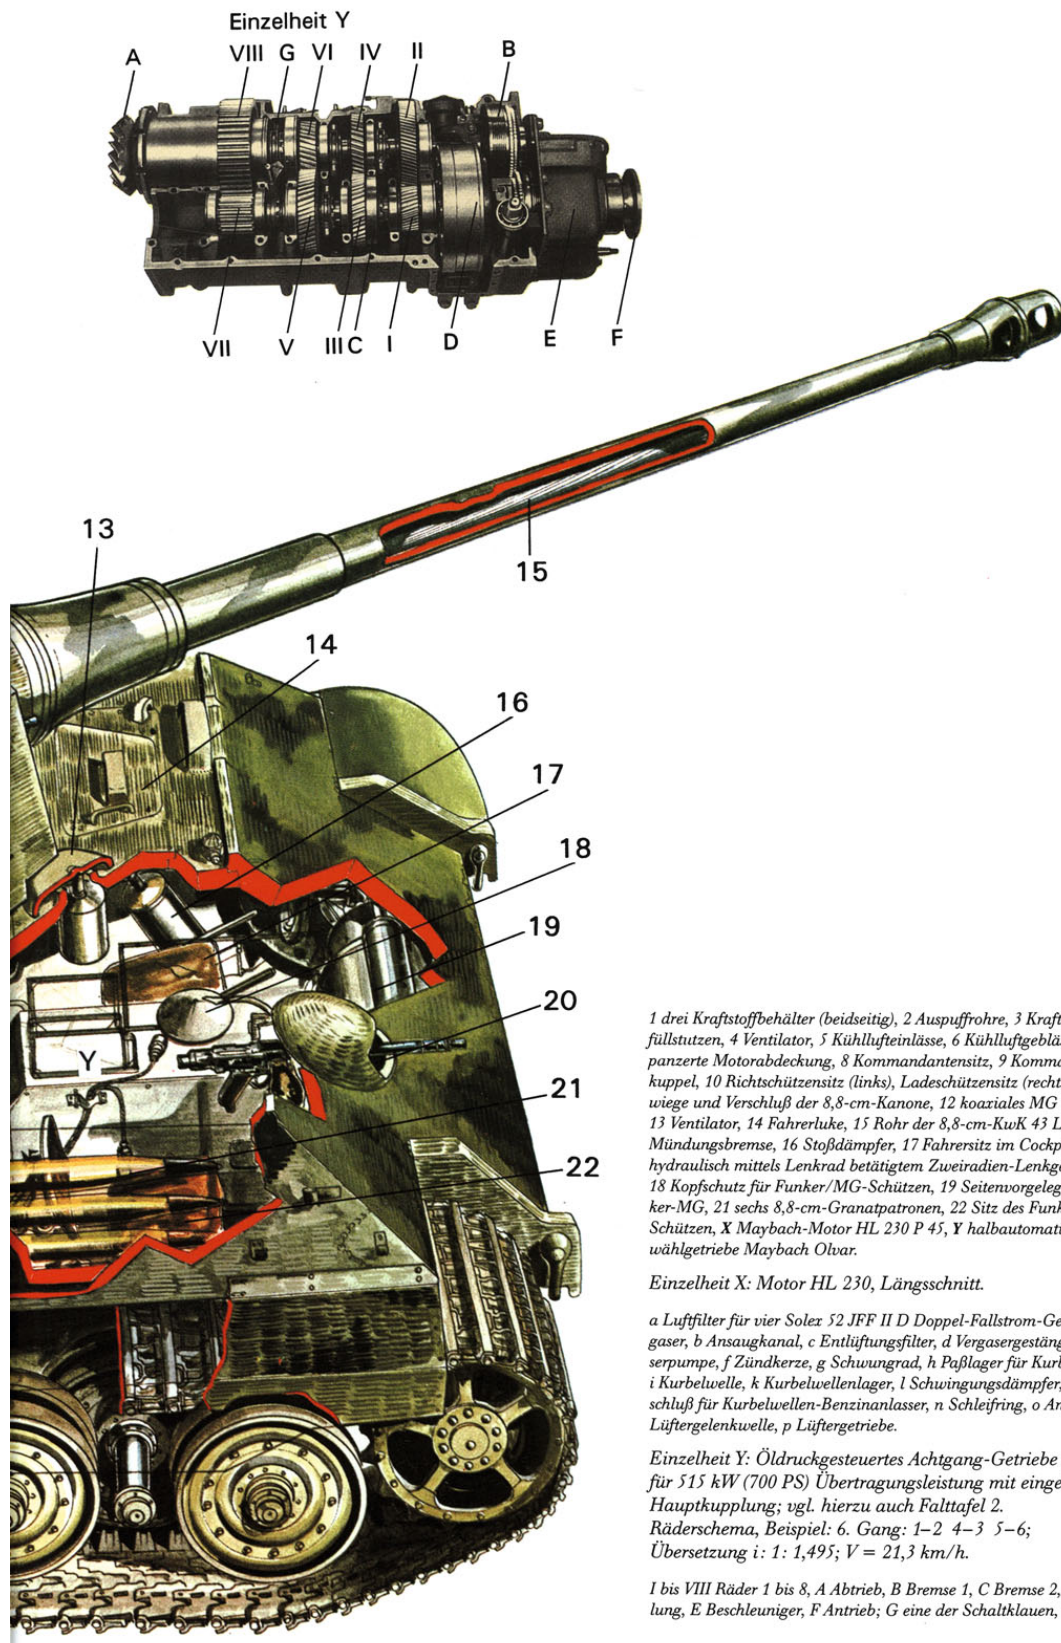 Einzelheit Y
A VIII G VI IV II B
VII V III C I D E F
13
15
14
16
17
18
19
20
Y
21
22
1 drei Kraftstoffbehälter (beidseitig), 2 Auspuffrohre, 3 Kraft
füllstutzen, 4 Ventilator, 5 Kühllufteinlässe, 6 Kühlluftgeblä
panzerte Motorabdeckung, 8 Kommandantensitz, 9 Komma
kuppel, 10 Richtschützensitz (links), Ladeschützensitz (recht
wiege und Verschluß der 8,8-cm-Kanone, 12 koaxiales MG
13 Ventilator, 14 Fahrerluke, 15 Rohr der 8,8-cm-KwK 43 L
Mündungsbremse, 16 Stoßdämpfer, 17 Fahrersitz im Cockp
hydraulisch mittels Lenkrad betätigtem Zweiradien-Lenkge
18 Kopfschutz für Funker/MG-Schützen, 19 Seitenvorgeleg
ker-MG, 21 sechs 8,8-cm-Granatpatronen, 22 Sitz des Funk
Schützen, X Maybach-Motor HL 230 P 45, Y halbautomat
wählgetriebe Maybach Olvar.
Einzelheit X: Motor HL 230, Längsschnitt.
a Luftfilter für vier Solex 52 JFF II D Doppel-Fallstrom-Ge
gaser, b Ansaugkanal, c Entlüftungsfilter, d Vergasergestäng
serpumpe, f Zündkerze, g Schwungrad, h Paßlager für Kurb
i Kurbelwelle, k Kurbelwellenlager, l Schwingungsdämpfer,
schluß für Kurbelwellen-Benzinanlasser, n Schleifring, o An
Lüftergelenkwelle, p Lüftergetriebe.
Einzelheit Y: Öldruckgesteuertes Achtgang-Getriebe
für 515 kW (700 PS) Übertragungsleistung mit einge
Hauptkupplung; vgl. hierzu auch Falttafel 2.
Räderschema, Beispiel: 6. Gang: 1–2 4–3 5–6;
Übersetzung i: 1: 1,495; V = 21,3 km/h.
I bis VIII Räder 1 bis 8, A Abtrieb, B Bremse 1, C Bremse 2,
lung, E Beschleuniger, F Antrieb; G eine der Schaltklauen,